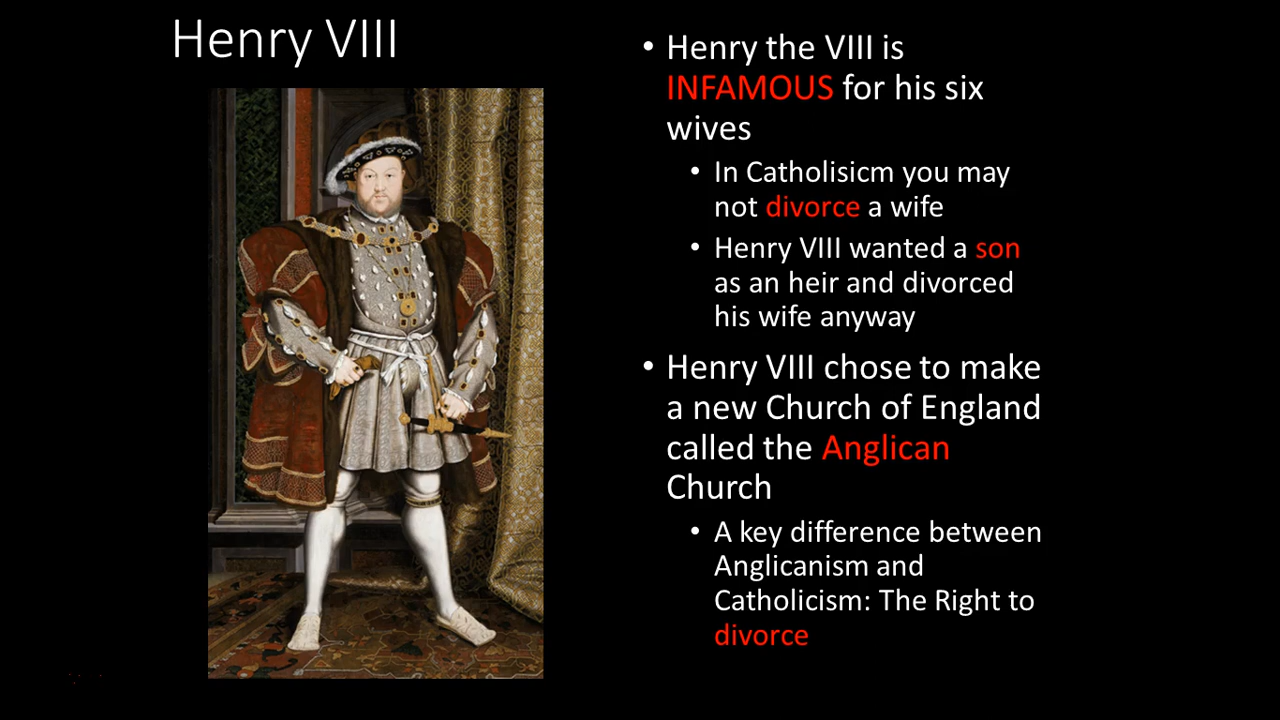 Henry VIII
• Henry the VIII is
INFAMOUS for his six
wives
• In Catholisicm you may
not divorce a wife
• Henry VIII wanted a son
as an heir and divorced
his wife anyway
• Henry VIII chose to make
a new Church of England
called the Anglican
Church
• A key difference between
Anglicanism and
Catholicism: The Right to
divorce